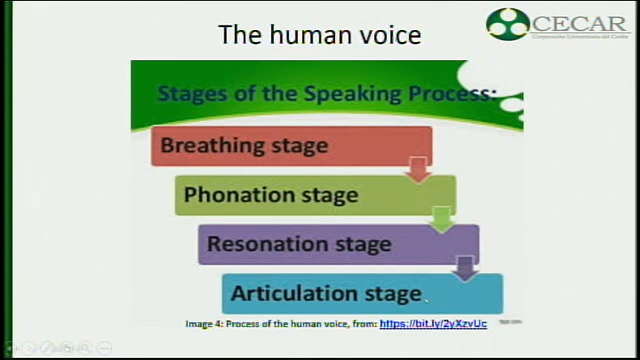 CECAR
The human voice
Stages of the Speaking Process:
Breathing stage
Phonation stage
Resonation stage
Articulation stage
Image 4: Process of the human voice, from: https://bit.ly/2yXzvUc